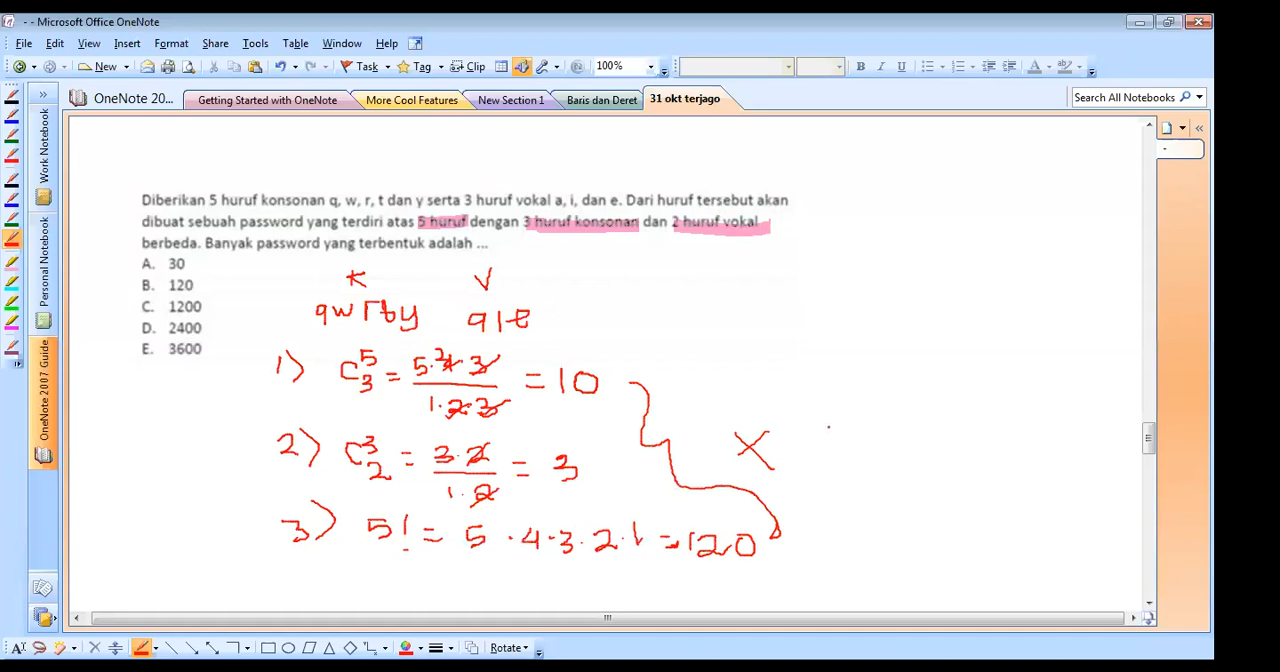 - - Microsoft Office OneNote
File Edit View Insert Format Share Tools Table Window Help
New Task Tag Clip 100% B I U A ab
OneNote 20... Getting Started with OneNote More Cool Features New Section 1 Baris dan Deret 31 okt terjago Search All Notebooks
Work Notebook
Personal Notebook
OneNote 2007 Guide
Diberikan 5 huruf konsonan q, w, r, t dan y serta 3 huruf vokal a, i, dan e. Dari huruf tersebut akan
dibuat sebuah password yang terdiri atas 5 huruf dengan 3 huruf konsonan dan 2 huruf vokal
berbeda. Banyak password yang terbentuk adalah ...
A. 30
B. 120
C. 1200
D. 2400
E. 3600
K V
qwrty aie
1) C 5 3 = 5.4.3 / 1.2.3 = 10
2) C 3 2 = 3.2 / 1.2 = 3
X
3) 5! = 5.4.3.2.1 = 120
Rotate